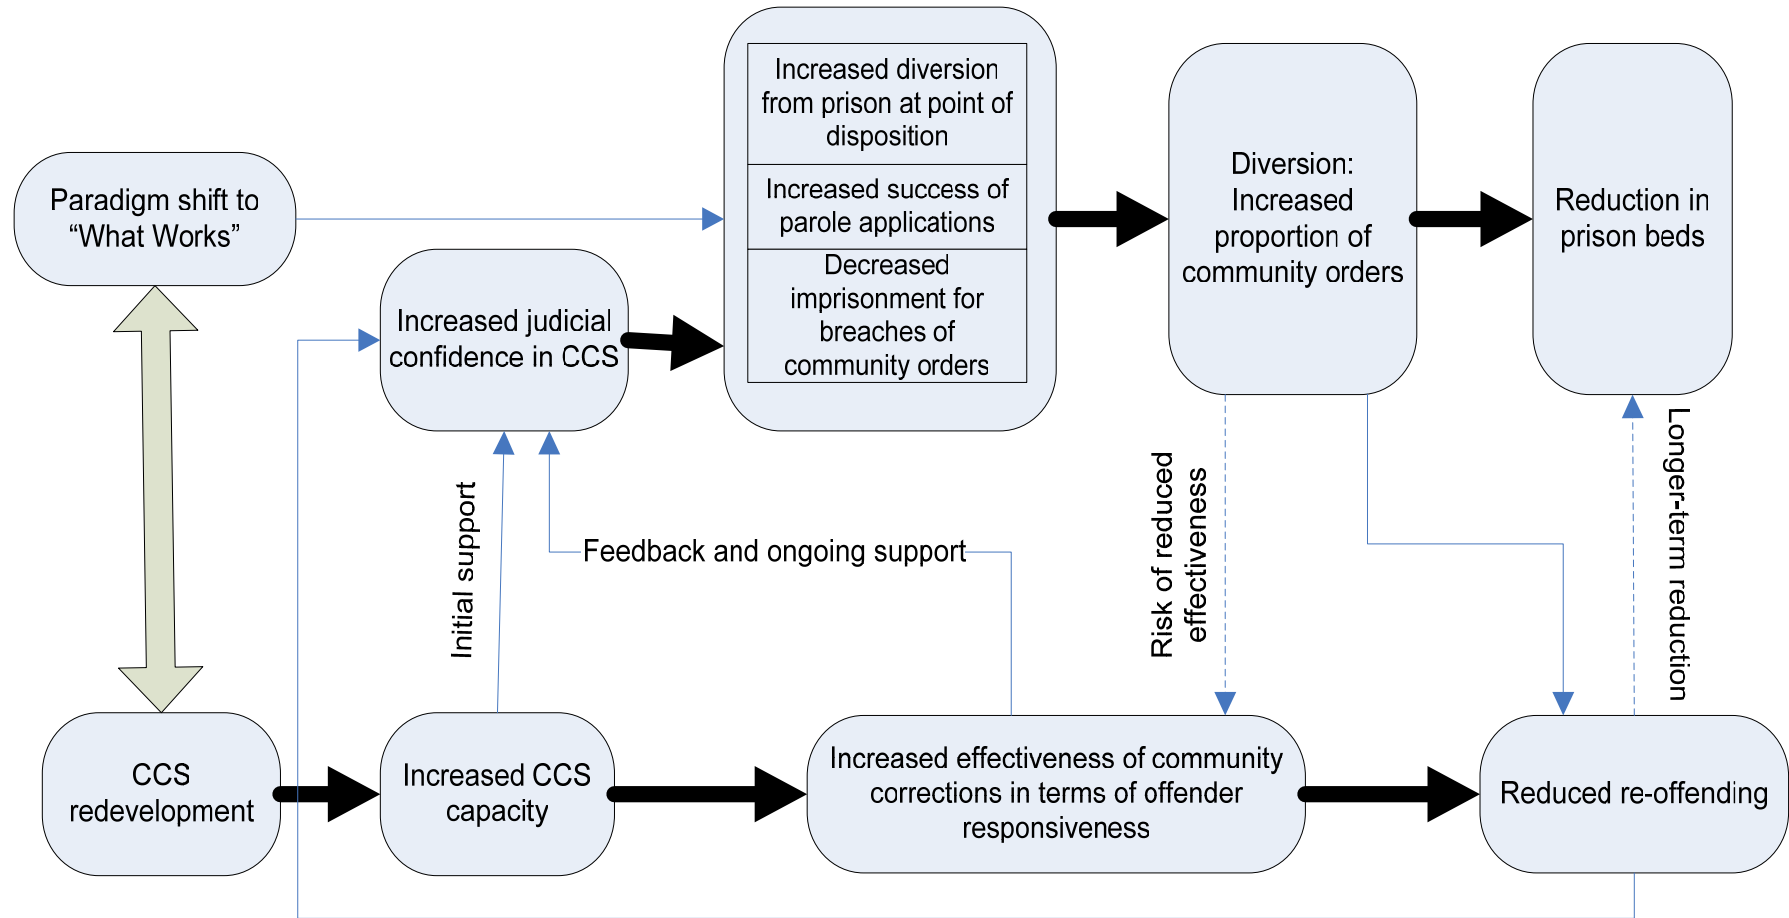 Increased diversion
from prison at point of
disposition
Increased success of
parole applications
Decreased
imprisonment for
breaches of
community orders
Diversion:
Increased
proportion of
community orders
Reduction in
prison beds
Paradigm shift to
“What Works”
Increased judicial
confidence in CCS
Initial support
Feedback and ongoing support
Risk of reduced
effectiveness
Longer-term reduction
CCS
redevelopment
Increased CCS
capacity
Increased effectiveness of community
corrections in terms of offender
responsiveness
Reduced re-offending